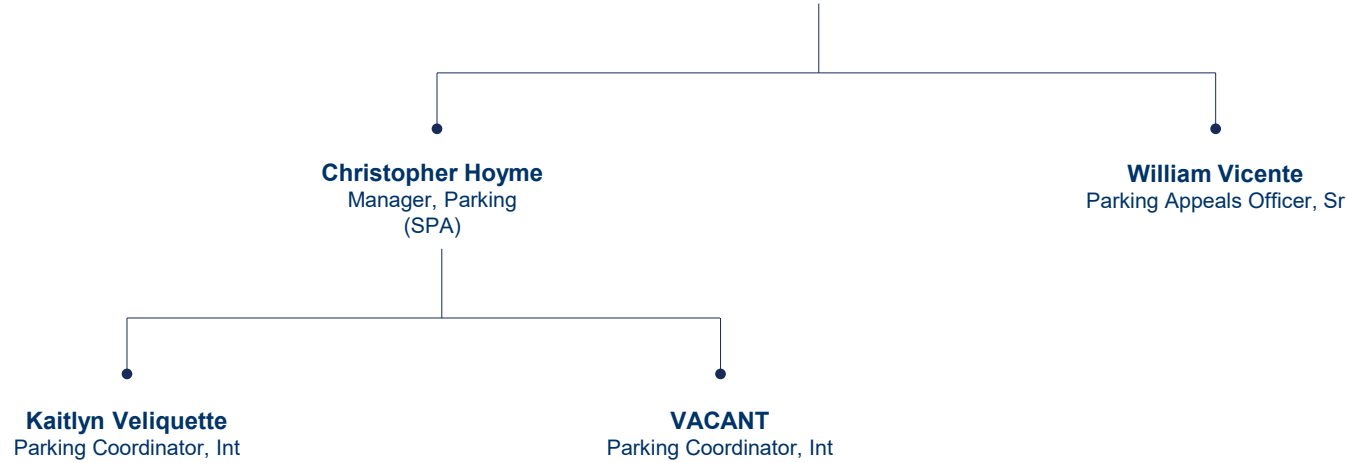 Christopher Hoyme
Manager, Parking
(SPA)
William Vicente
Parking Appeals Officer, Sr
Kaitlyn Veliquette
Parking Coordinator, Int
VACANT
Parking Coordinator, Int